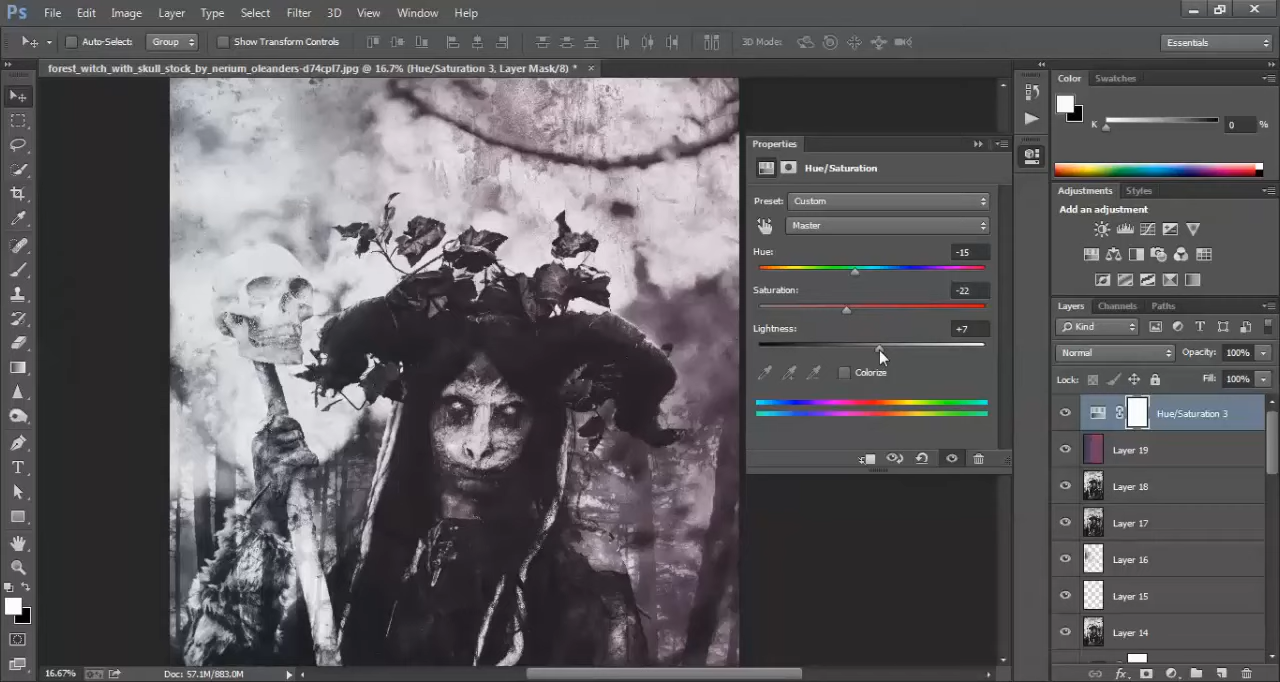 Ps File Edit Image Layer Type Select Filter 3D View Window Help
Auto-Select: Group Show Transform Controls 3D Mode: Essentials
forest_witch_with_skull_stock_by_nerium_oleanders-d74cpl7.jpg @ 16.7% (Hue/Saturation 3, Layer Mask/8) *
Color Swatches
K 0 %
Properties
Hue/Saturation
Preset: Custom
Master
Hue: -15
Saturation: -22
Lightness: +7
Colorize
Adjustments Styles
Add an adjustment
Layers Channels Paths
Kind
Normal Opacity: 100%
Lock: Fill: 100%
Hue/Saturation 3
Layer 19
Layer 18
Layer 17
Layer 16
Layer 15
Layer 14
16.67% Doc: 57.1M/883.0M